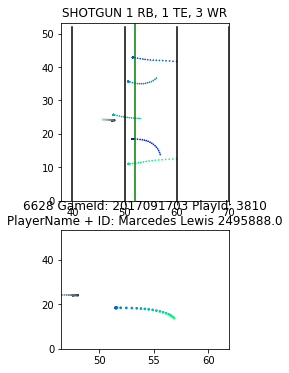 SHOTGUN 1 RB, 1 TE, 3 WR
50
40
30
20
10
0
40 50 60 70
6628 GameId: 2017091703 PlayId: 3810
PlayerName + ID: Marcedes Lewis 2495888.0
40
20
0
50 55 60